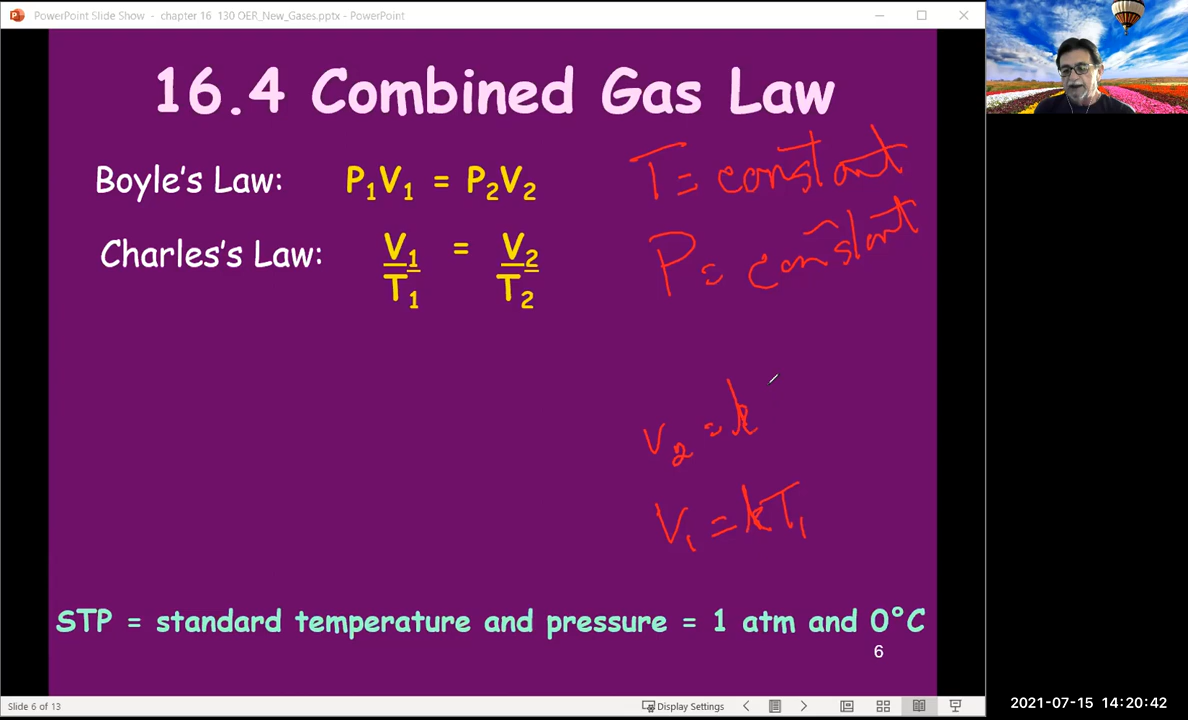 PowerPoint Slide Show - chapter 16 130 OER_New_Gases.pptx - PowerPoint
16.4 Combined Gas Law
Boyle's Law: P₁V₁ = P₂V₂
T = constant
Charles's Law: V₁/T₁ = V₂/T₂
P = constant
V₂ = k
V₁ = kT₁
STP = standard temperature and pressure = 1 atm and 0°C
6
Slide 6 of 13
Display Settings
2021-07-15 14:20:42